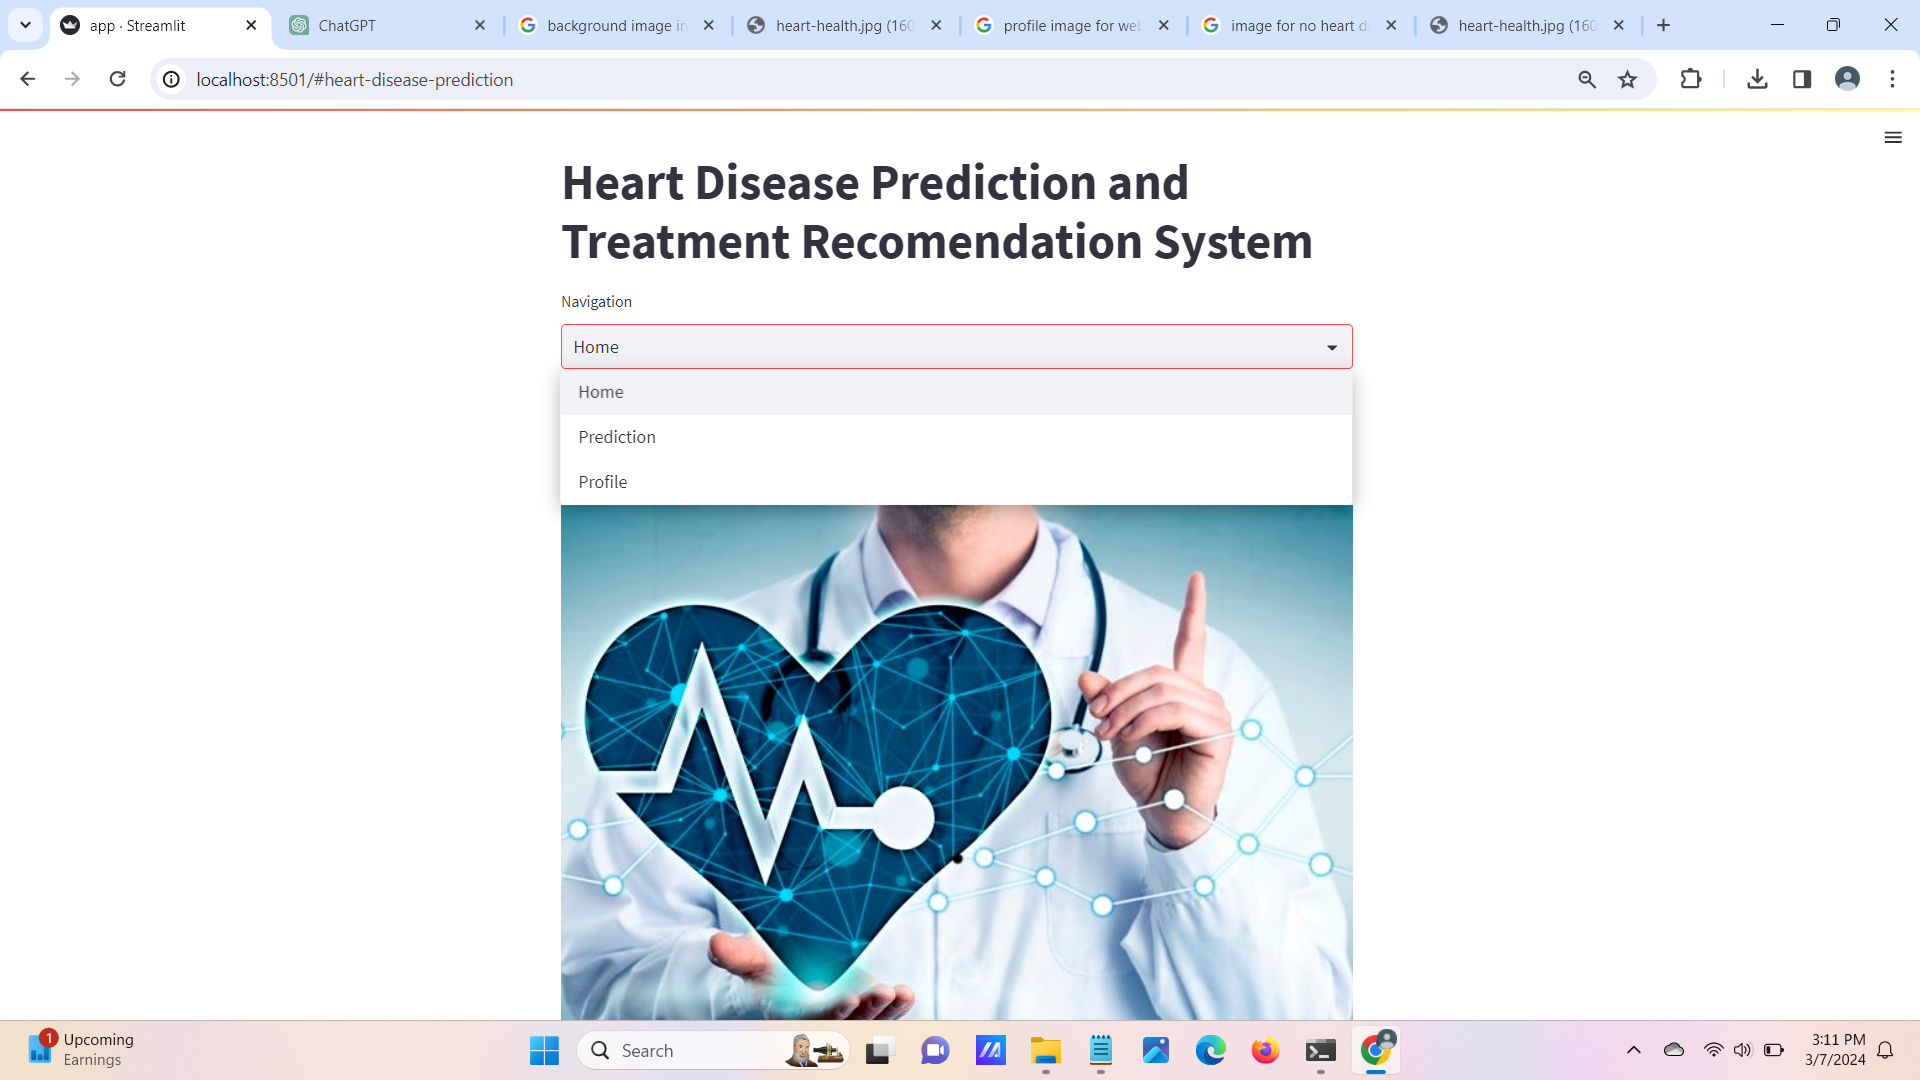 app · Streamlit
ChatGPT
background image in
heart-health.jpg (160
profile image for web
image for no heart di
heart-health.jpg (160
localhost:8501/#heart-disease-prediction
Heart Disease Prediction and
Treatment Recomendation System
Navigation
Home
Home
Prediction
Profile
1
Upcoming
Earnings
Search
3:11 PM
3/7/2024